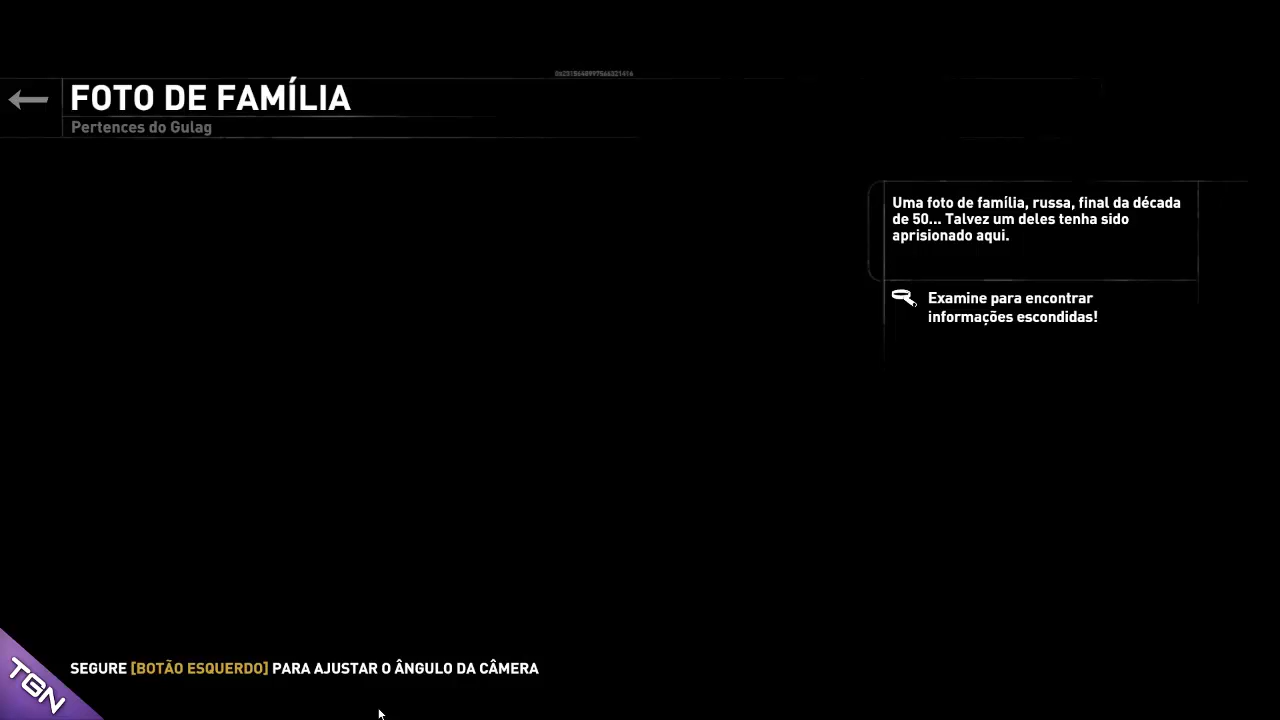 FOTO DE FAMÍLIA
Pertences do Gulag
Uma foto de família, russa, final da década
de 50... Talvez um deles tenha sido
aprisionado aqui.
Examine para encontrar
informações escondidas!
SEGURE [BOTÃO ESQUERDO] PARA AJUSTAR O ÂNGULO DA CÂMERA
TGN